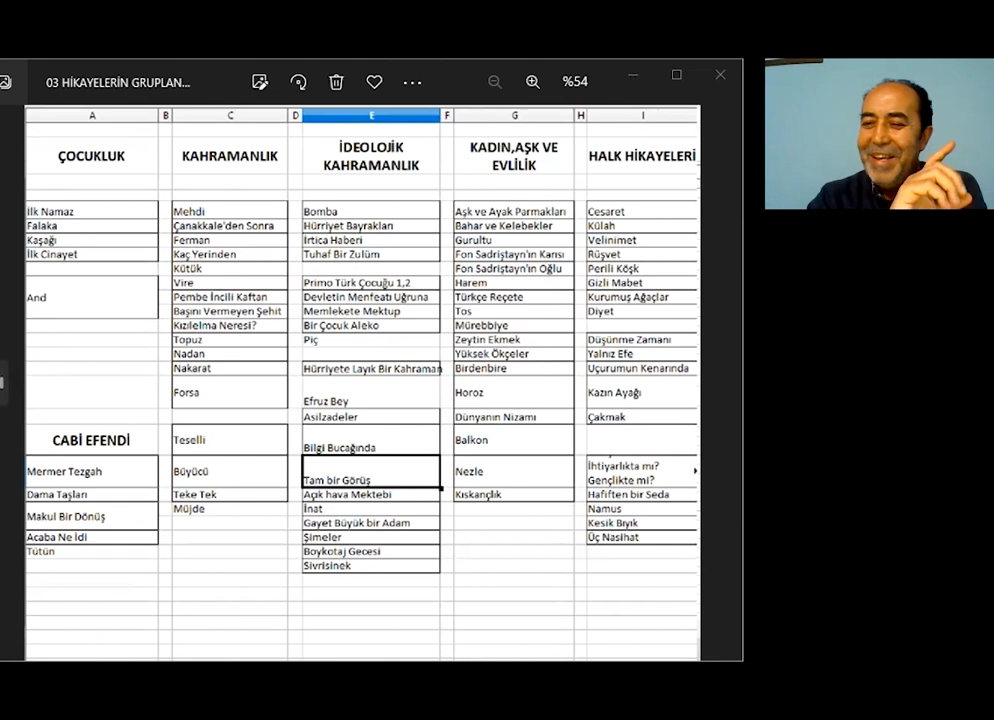 03 HİKAYELERİN GRUPLAN...
%54
A B C D E F G H I
ÇOCUKLUK
İlk Namaz
Falaka
Kaşağı
İlk Cinayet
And
CABİ EFENDİ
Mermer Tezgah
Dama Taşları
Makul Bir Dönüş
Acaba Ne İdi
Tütün
KAHRAMANLIK
Mehdi
Çanakkale'den Sonra
Ferman
Kaç Yerinden
Kütük
Vire
Pembe İncili Kaftan
Başını Vermeyen Şehit
Kızılelma Neresi?
Topuz
Nadan
Nakarat
Forsa
Teselli
Büyücü
Teke Tek
Müjde
İDEOLOJİK
KAHRAMANLIK
Bomba
Hürriyet Bayrakları
İrtica Haberi
Tuhaf Bir Zulüm
Primo Türk Çocuğu 1,2
Devletin Menfeatı Uğruna
Memlekete Mektup
Bir Çocuk Aleko
Piç
Hürriyete Layık Bir Kahraman
Efruz Bey
Asilzadeler
Bilgi Bucağında
Tam bir Görüş
Açık hava Mektebi
İnat
Gayet Büyük bir Adam
Şimeler
Boykotaj Gecesi
Sivrisinek
KADIN,AŞK VE
EVLİLİK
Aşk ve Ayak Parmakları
Bahar ve Kelebekler
Gurultu
Fon Sadriştayn'ın Karısı
Fon Sadriştayn'ın Oğlu
Harem
Türkçe Reçete
Tos
Mürebbiye
Zeytin Ekmek
Yüksek Ökçeler
Birdenbire
Horoz
Dünyanın Nizamı
Balkon
Nezle
Kıskançlık
HALK HİKAYELERİ
Cesaret
Külah
Velinimet
Rüşvet
Perili Köşk
Gizli Mabet
Kurumuş Ağaçlar
Diyet
Düşünme Zamanı
Yalnız Efe
Uçurumun Kenarında
Kazın Ayağı
Çakmak
İhtiyarlıkta mı?
Gençlikte mi?
Hafiften bir Seda
Namus
Kesik Bıyık
Üç Nasihat